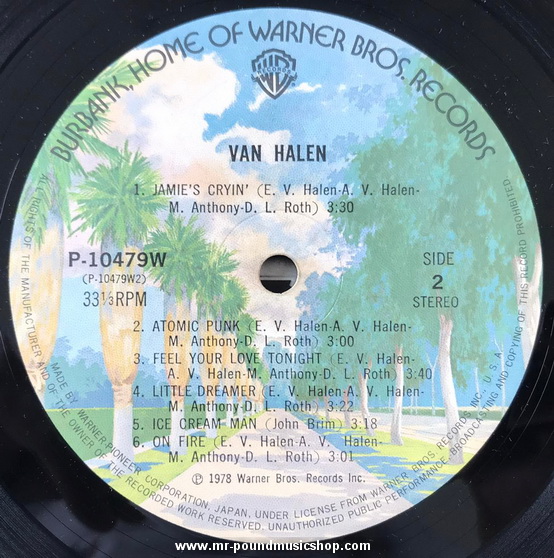 BURBANK, HOME OF WARNER BROS. RECORDS
RECORDS
VAN HALEN
1. JAMIE'S CRYIN' (E. V. Halen-A. V. Halen-
M. Anthony-D. L. Roth) 3:30
P-10479W
(P-10479W2)
33⅓RPM
SIDE
2
STEREO
2. ATOMIC PUNK (E. V. Halen-A. V. Halen-
M. Anthony-D. L. Roth) 3:00
3. FEEL YOUR LOVE TONIGHT (E. V. Halen-
A. V. Halen-M. Anthony-D. L. Roth) 3:40
4. LITTLE DREAMER (E. V. Halen-A. V. Halen-
M. Anthony-D. L. Roth) 3:22
5. ICE CREAM MAN (John Brim) 3:18
6. ON FIRE (E. V. Halen-A. V. Halen-
M. Anthony-D. L. Roth) 3:01
℗ 1978 Warner Bros. Records Inc.
MADE BY WARNER-PIONEER CORPORATION, JAPAN, UNDER LICENSE FROM WARNER BROS. RECORDS INC., U.S.A.
ALL RIGHTS OF THE MANUFACTURER AND OF THE OWNER OF THE RECORDED WORK RESERVED. UNAUTHORIZED PUBLIC PERFORMANCE, BROADCASTING AND COPYING OF THIS RECORD PROHIBITED
www.mr-poundmusicshop.com